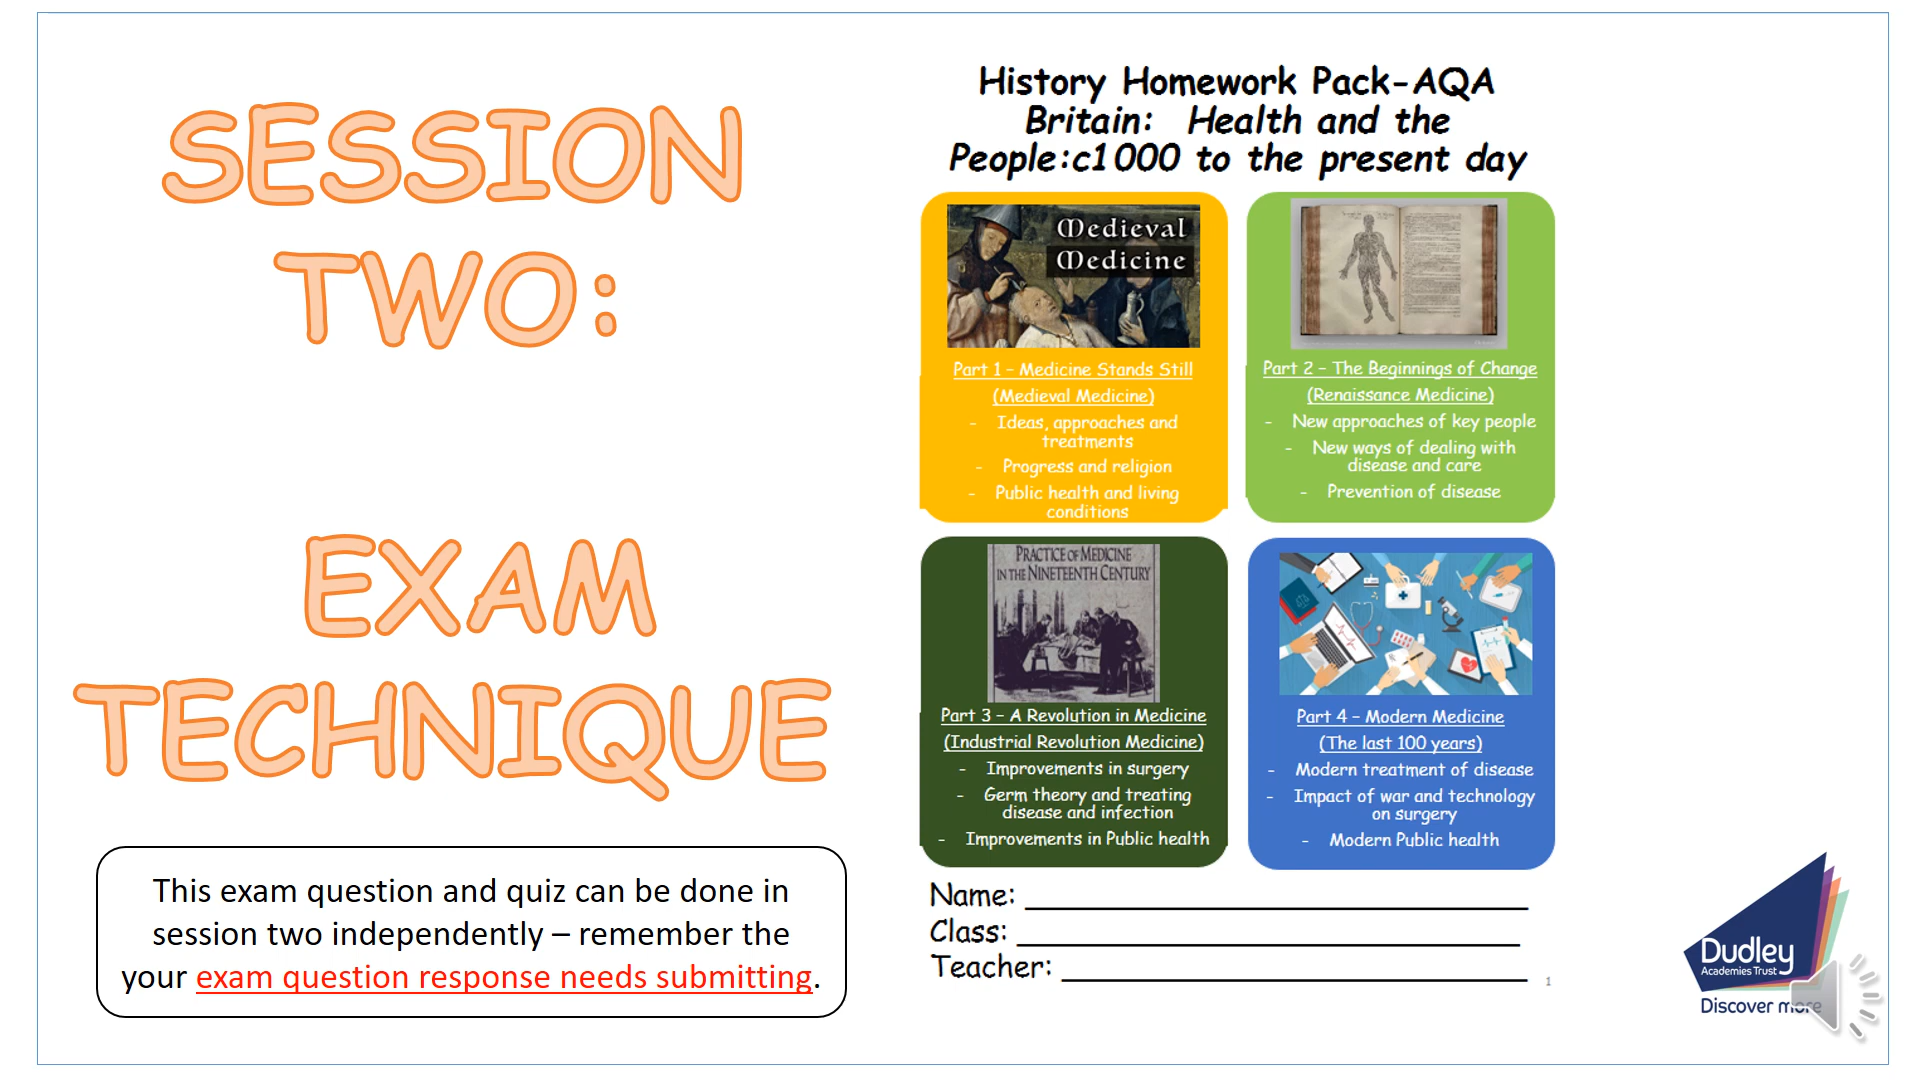 SESSION
TWO:
EXAM
TECHNIQUE
This exam question and quiz can be done in
session two independently – remember the
your exam question response needs submitting.
History Homework Pack-AQA
Britain: Health and the
People:c1000 to the present day
Medieval
Medicine
Part 1 – Medicine Stands Still
(Medieval Medicine)
- Ideas, approaches and
treatments
- Progress and religion
- Public health and living
conditions
Part 2 – The Beginnings of Change
(Renaissance Medicine)
- New approaches of key people
- New ways of dealing with
disease and care
- Prevention of disease
PRACTICE OF MEDICINE
IN THE NINETEENTH CENTURY
Part 3 – A Revolution in Medicine
(Industrial Revolution Medicine)
- Improvements in surgery
- Germ theory and treating
disease and infection
- Improvements in Public health
Part 4 – Modern Medicine
(The last 100 years)
- Modern treatment of disease
- Impact of war and technology
on surgery
- Modern Public health
Name:
Class:
Teacher:
1
Dudley
Academies Trust
Discover more